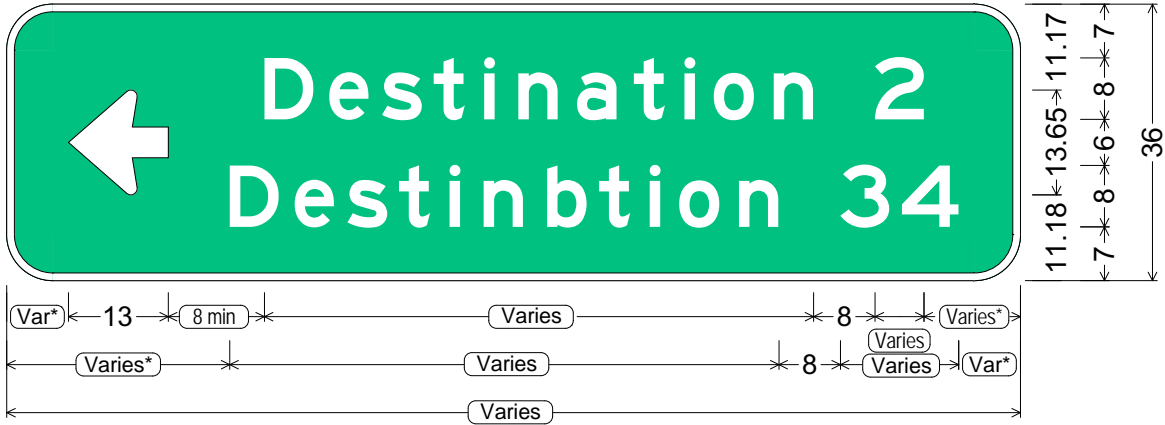 Destination 2
Destinbtion 34
11.17
13.65
11.18
7
8
6
8
7
36
Var* 13 8 min Varies 8 Varies Varies*
Varies* Varies 8 Varies Var*
Varies